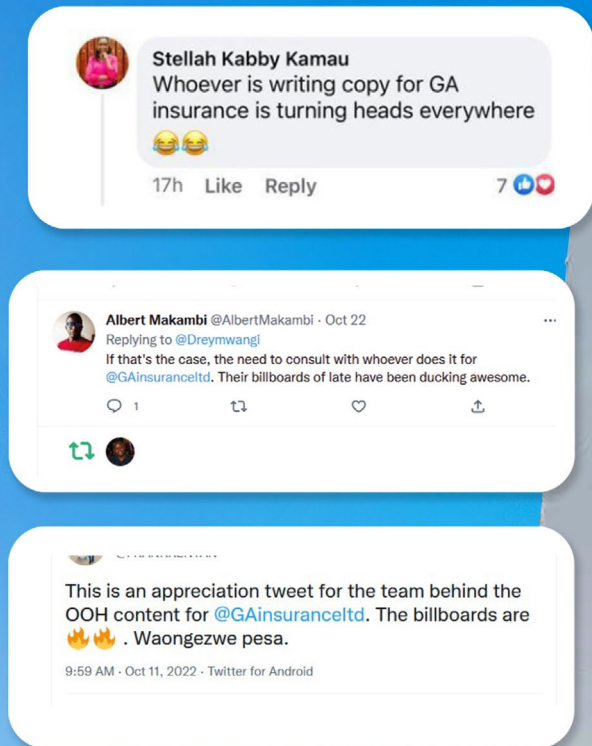 Stellah Kabby Kamau
Whoever is writing copy for GA
insurance is turning heads everywhere
😂😂
17h Like Reply 7
Albert Makambi @AlbertMakambi · Oct 22
Replying to @Dreymwangi
If that's the case, the need to consult with whoever does it for
@GAinsuranceltd. Their billboards of late have been ducking awesome.
1
This is an appreciation tweet for the team behind the
OOH content for @GAinsuranceltd. The billboards are
🔥🔥 . Waongezwe pesa.
9:59 AM · Oct 11, 2022 · Twitter for Android